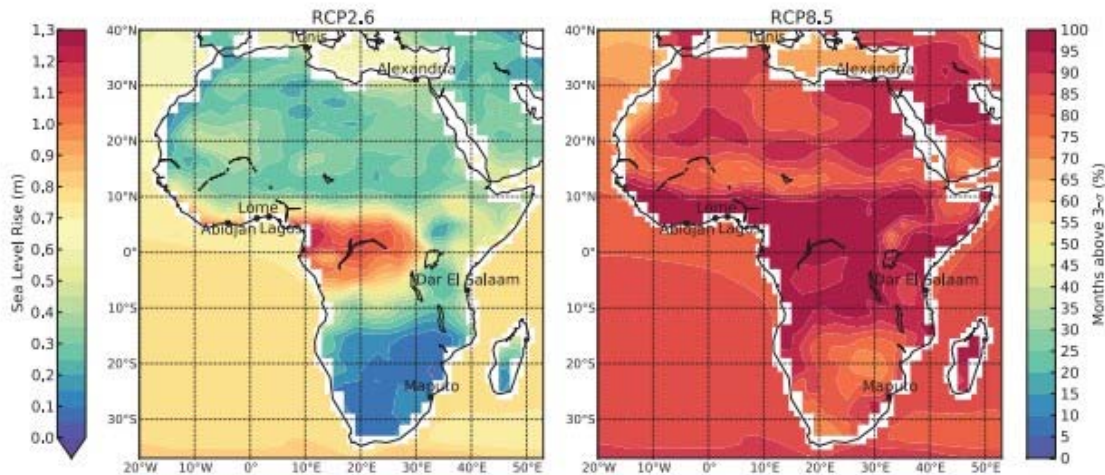 RCP2.6
RCP8.5
Sea Level Rise (m)
1,3
1.2
1.1
1.0
0,9
0.8
0.7
0.6
0.5
0,4
0.3
0,2
0.1
0.0
40°N
30°N
20°N
10°N
0°
10°S
20°S
30°S
20°W
10°W
0°
10°E
20°E
30°E
40°E
50°E
Tunis
Alexandria
Lome
Abidjan
Lagos
Dar El Salaam
Maputo
40°N
30°N
20°N
10°N
0°
10°S
20°S
30°S
20°W
10°W
0°
10°E
20°E
30°E
40°E
50°E
Tunis
Alexandria
Lome
Abidjan
Lagos
Dar El Salaam
Maputo
100
95
90
85
80
75
70
65
60
55
50
45
40
35
30
25
20
15
10
5
0
Months above 3-σ (%)